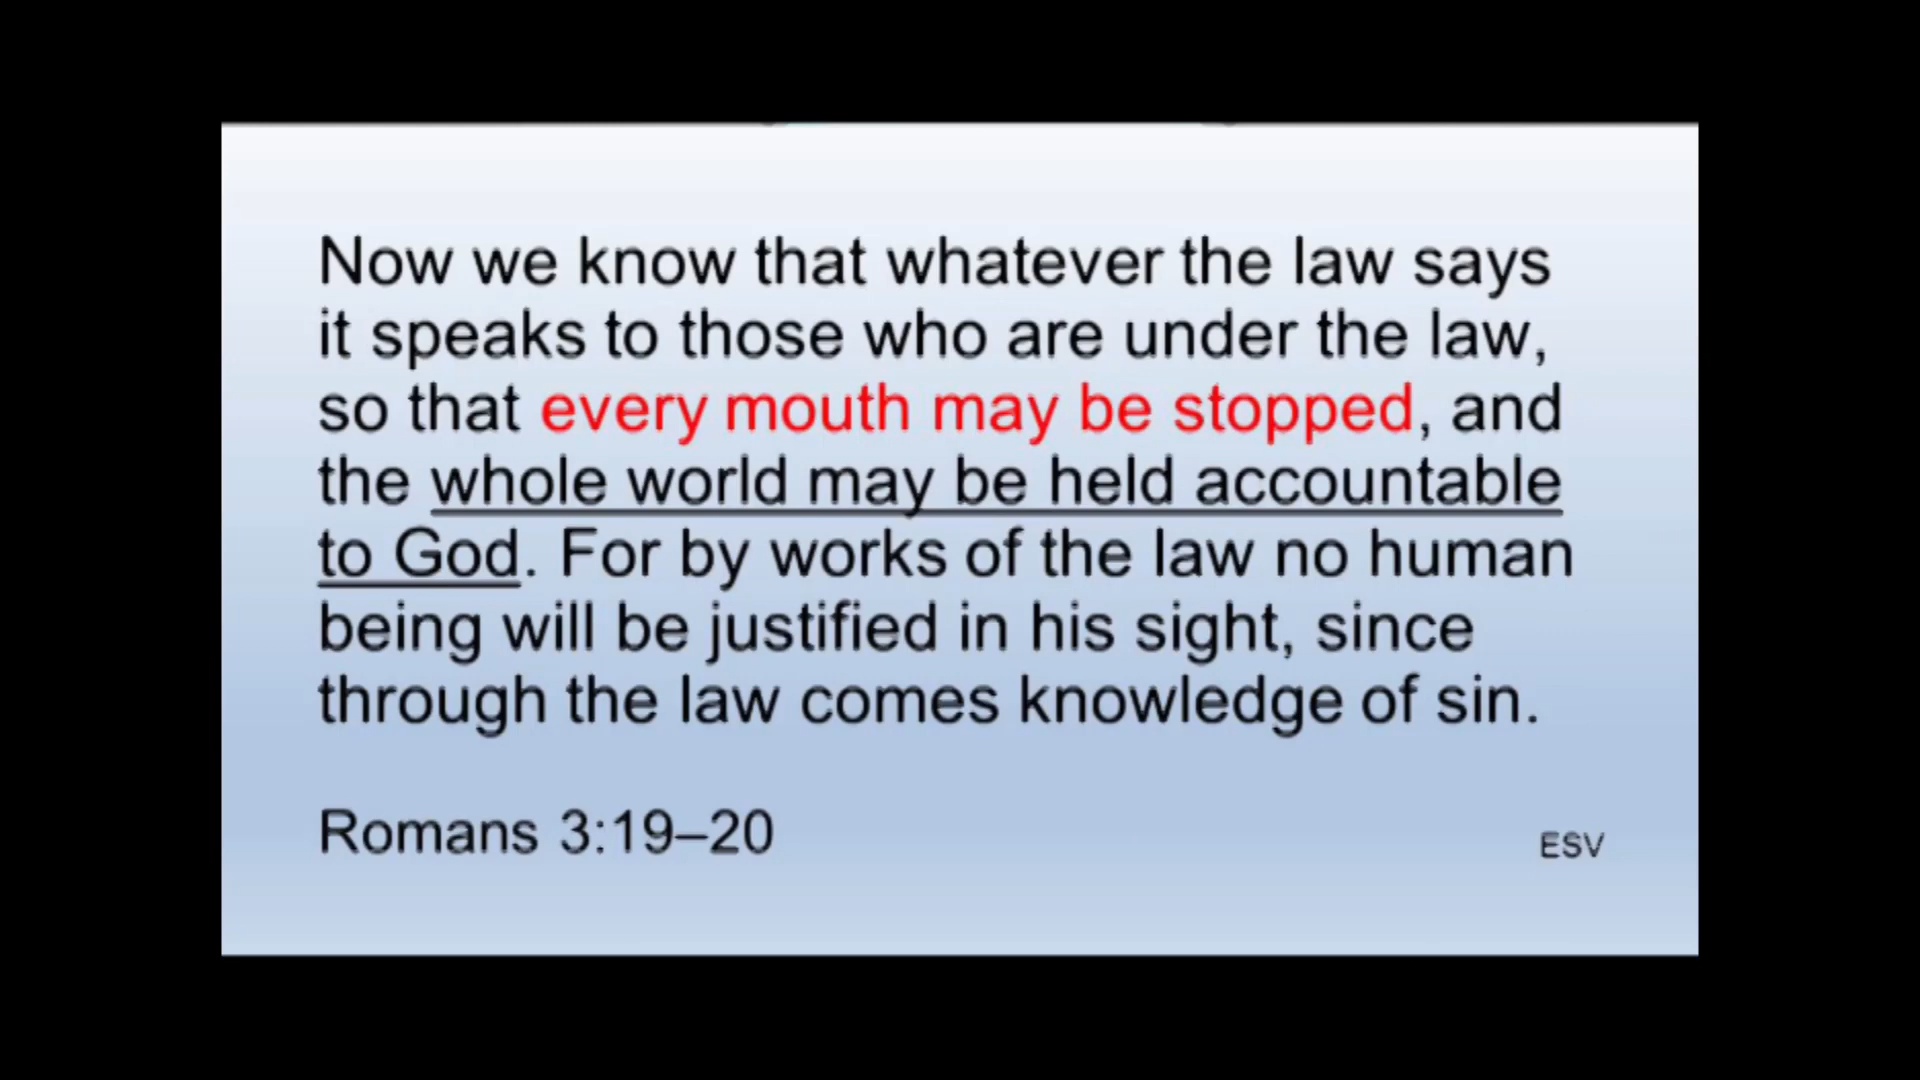 Now we know that whatever the law says
it speaks to those who are under the law,
so that every mouth may be stopped, and
the whole world may be held accountable
to God. For by works of the law no human
being will be justified in his sight, since
through the law comes knowledge of sin.
Romans 3:19–20
ESV